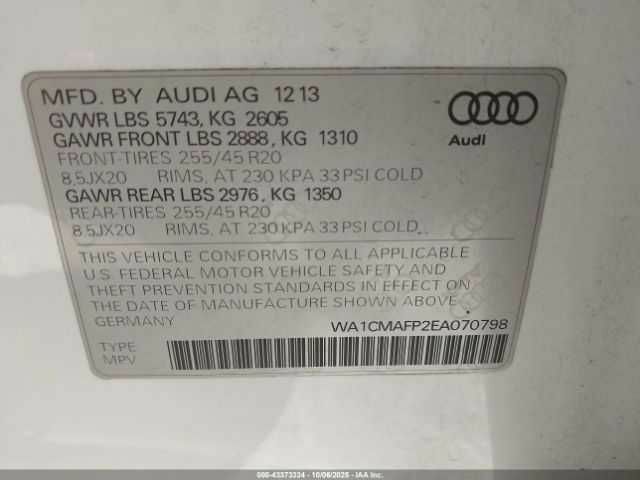 MFD. BY AUDI AG 12 13
GVWR LBS 5743, KG 2605
GAWR FRONT LBS 2888, KG 1310
FRONT-TIRES 255/45 R20
8,5JX20 RIMS, AT 230 KPA 33 PSI COLD
GAWR REAR LBS 2976, KG 1350
REAR-TIRES 255/45 R20
8,5JX20 RIMS, AT 230 KPA 33 PSI COLD
Audi
THIS VEHICLE CONFORMS TO ALL APPLICABLE
U.S. FEDERAL MOTOR VEHICLE SAFETY AND
THEFT PREVENTION STANDARDS IN EFFECT ON
THE DATE OF MANUFACTURE SHOWN ABOVE
GERMANY
WA1CMAFP2EA070798
TYPE
MPV
000-43373324 | 10/06/2025 | © IAA Inc.